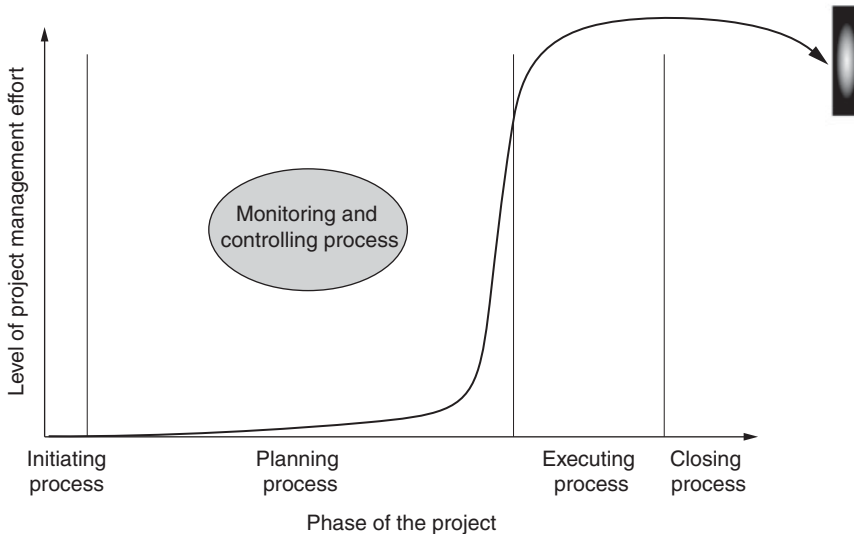 Level of project management effort
Monitoring and
controlling process
Initiating
process
Planning
process
Executing
process
Closing
process
Phase of the project